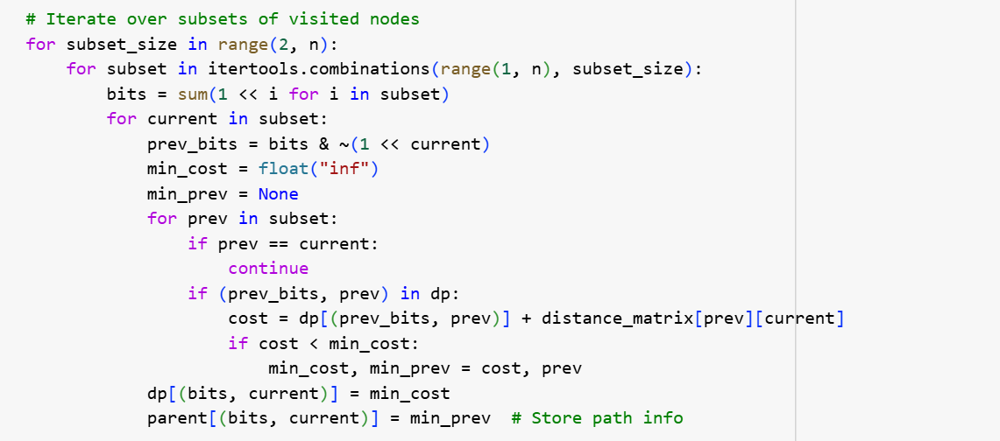 # Iterate over subsets of visited nodes
for subset_size in range(2, n):
    for subset in itertools.combinations(range(1, n), subset_size):
        bits = sum(1 << i for i in subset)
        for current in subset:
            prev_bits = bits & ~(1 << current)
            min_cost = float("inf")
            min_prev = None
            for prev in subset:
                if prev == current:
                    continue
                if (prev_bits, prev) in dp:
                    cost = dp[(prev_bits, prev)] + distance_matrix[prev][current]
                    if cost < min_cost:
                        min_cost, min_prev = cost, prev
            dp[(bits, current)] = min_cost
            parent[(bits, current)] = min_prev  # Store path info